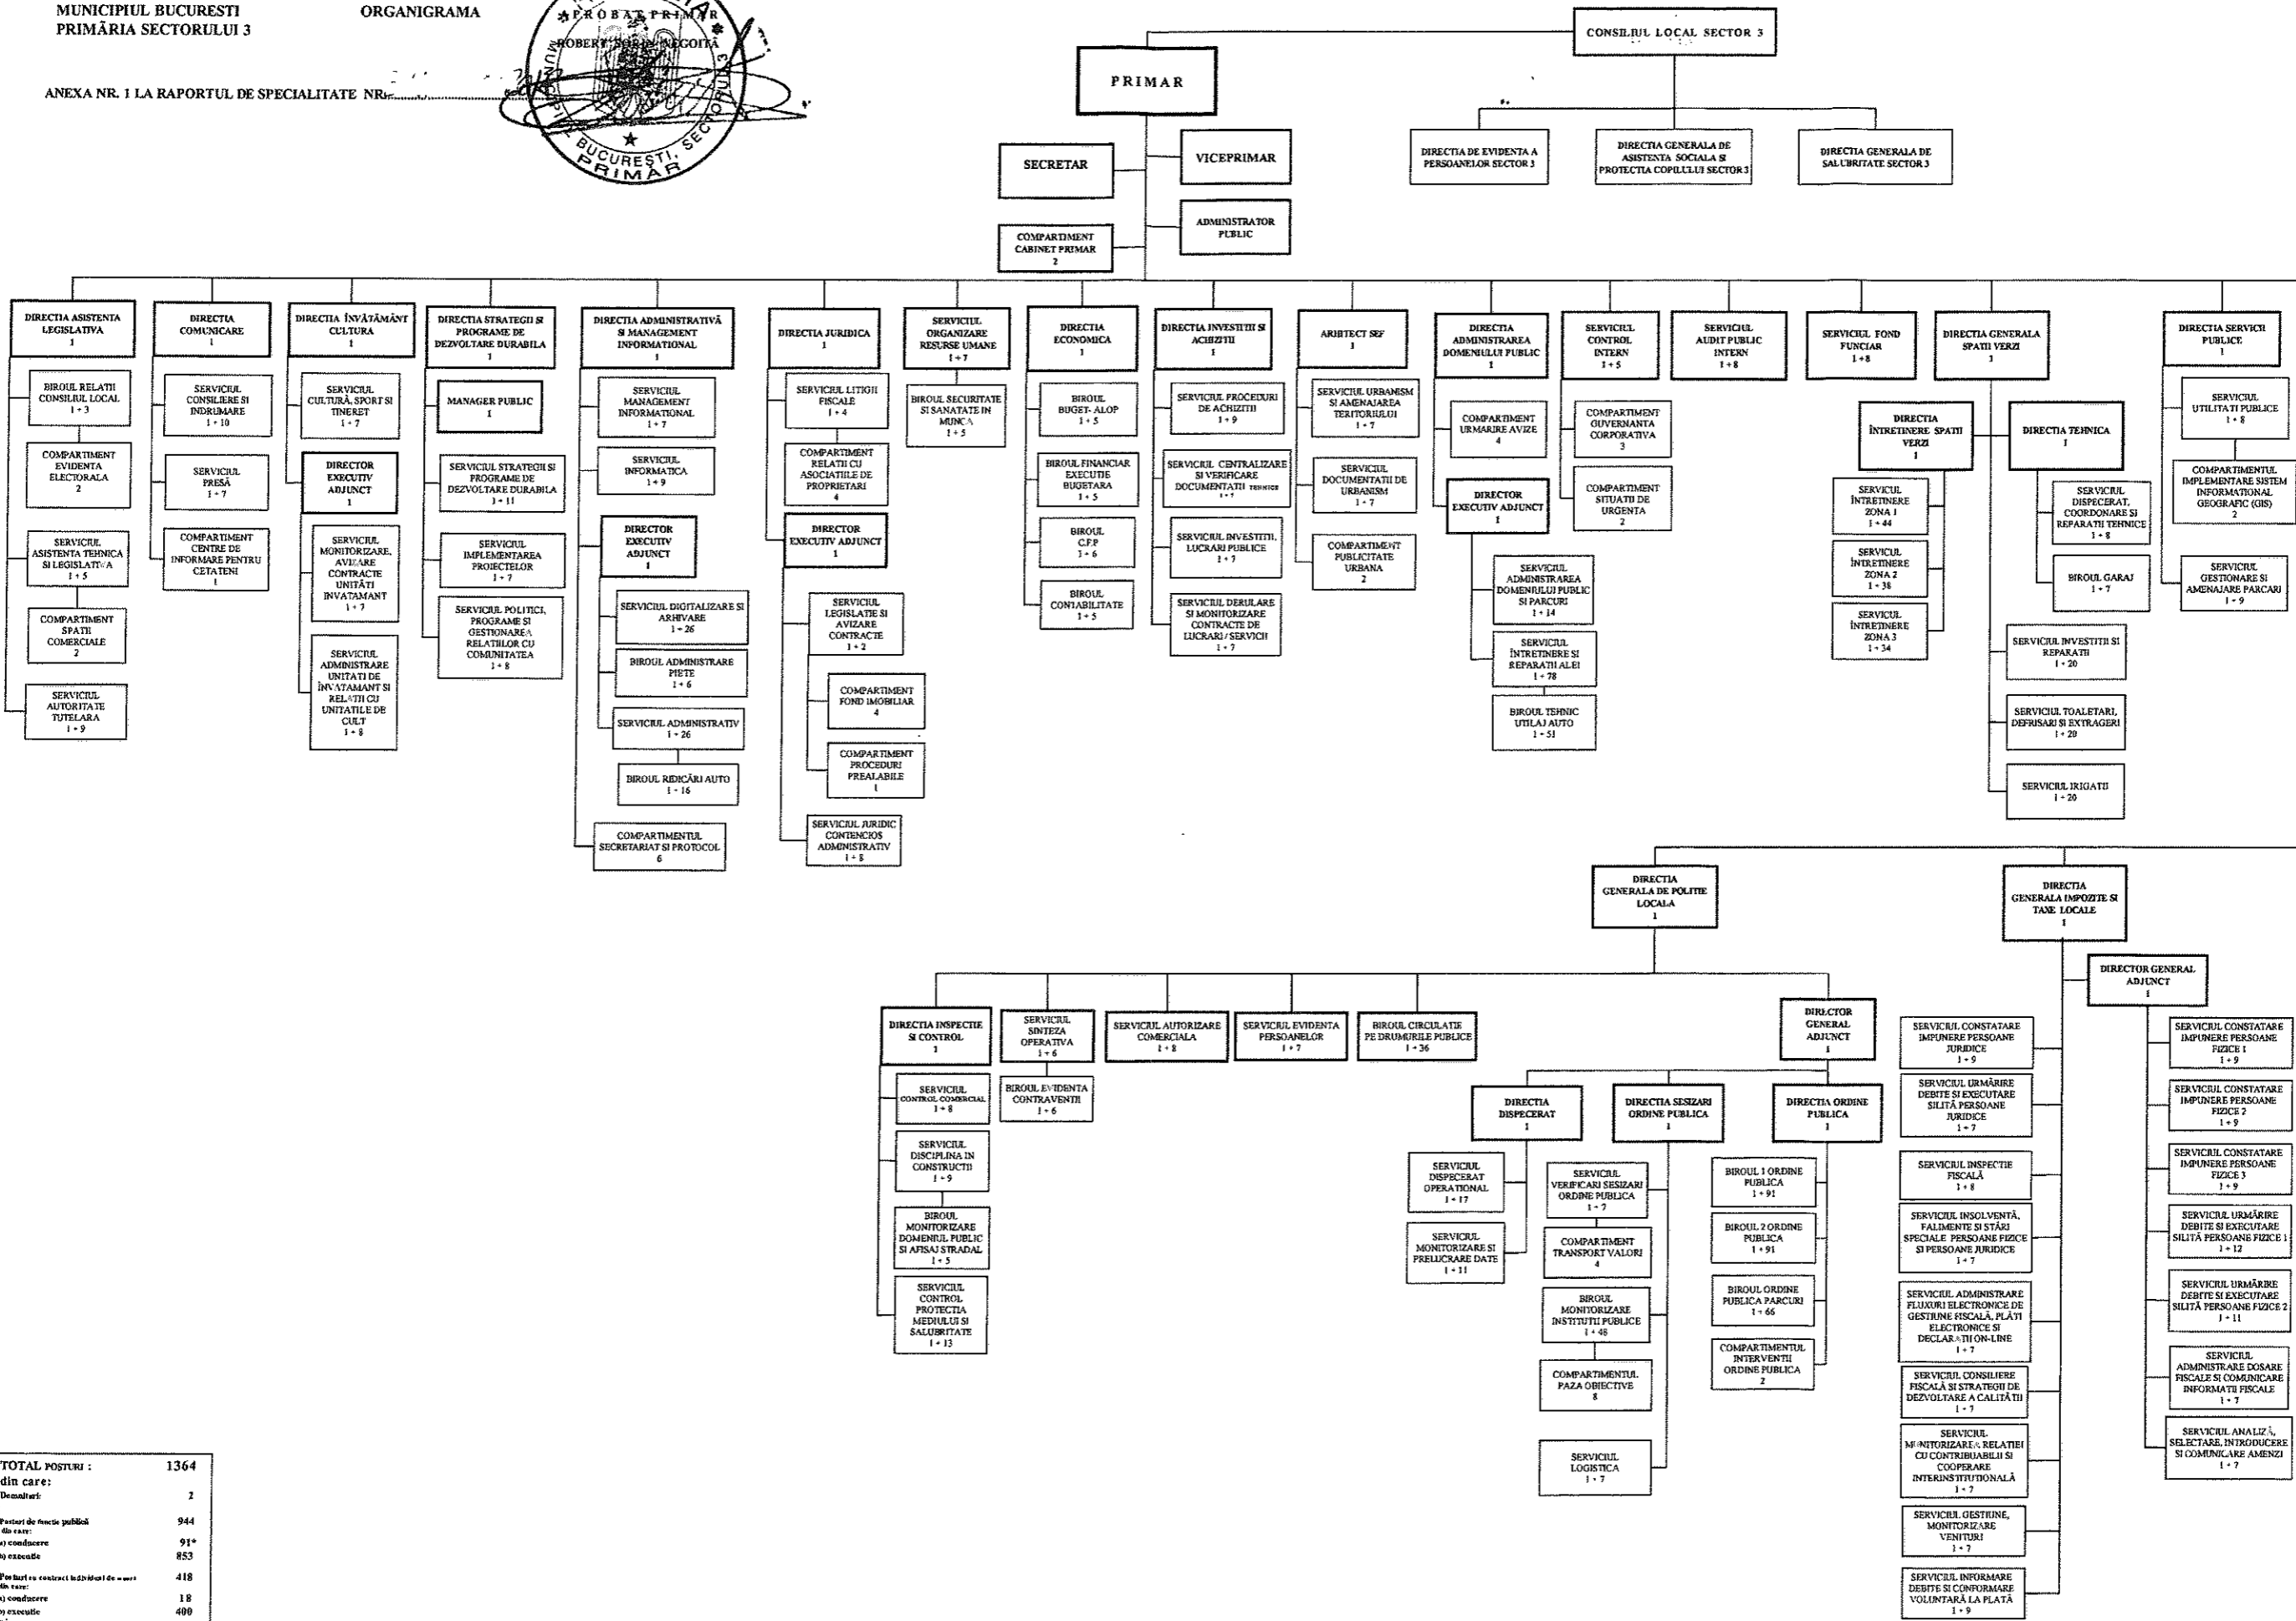 MUNICIPIUL BUCURESTI
PRIMĂRIA SECTORULUI 3
ORGANIGRAMA
APROBAT PRIMAR
ROBERT SORIN NEGOITĂ
BUCUREȘTI, SECTORULUI 3
PRIMAR
ANEXA NR. 1 LA RAPORTUL DE SPECIALITATE NR.
CONSILIUL LOCAL SECTOR 3
PRIMAR
DIRECTIA DE EVIDENTA A
PERSOANELOR SECTOR 3
DIRECTIA GENERALA DE
ASISTENTA SOCIALA SI
PROTECTIA COPILULUI SECTOR 3
DIRECTIA GENERALA DE
SALUBRITATE SECTOR 3
SECRETAR
VICEPRIMAR
COMPARTIMENT
CABINET PRIMAR
2
ADMINISTRATOR
PUBLIC
DIRECTIA ASISTENTA
LEGISLATIVA
1
BIROUL RELATII
CONSILIUL LOCAL
1 + 3
COMPARTIMENT
EVIDENTA
ELECTORALA
2
SERVICIUL
ASISTENTA TEHNICA
SI LEGISLATIVA
1 + 5
COMPARTIMENT
SPATII
COMERCIALE
2
SERVICIUL
AUTORITATE
TUTELARA
1 + 9
DIRECTIA
COMUNICARE
1
SERVICIUL
CONSILIERE SI
INDRUMARE
1 + 10
SERVICIUL
PRESĂ
1 + 7
COMPARTIMENT
CENTRE DE
INFORMARE PENTRU
CETATENI
1
DIRECTIA ÎNVĂTĂMÂNT
CULTURA
1
SERVICIUL
CULTURĂ, SPORT SI
TINERET
1 + 7
DIRECTOR
EXECUTIV
ADJUNCT
1
SERVICIUL
MONITORIZARE,
AVIZARE
CONTRACTE
UNITĂTI
INVATAMANT
1 + 7
SERVICIUL
ADMINISTRARE
UNITATI DE
ÎNVATAMANT SI
RELATII CU
UNITATILE DE
CULT
1 + 8
DIRECTIA STRATEGII SI
PROGRAME DE
DEZVOLTARE DURABILA
1
MANAGER PUBLIC
1
SERVICIUL STRATEGII SI
PROGRAME DE
DEZVOLTARE DURABILA
1 + 11
SERVICIUL
IMPLEMENTAREA
PROIECTELOR
1 + 7
SERVICIUL POLITICI,
PROGRAME SI
GESTIONAREA
RELATIILOR CU
COMUNITATEA
1 + 8
DIRECTIA ADMINISTRATIVĂ
SI MANAGEMENT
INFORMATIONAL
1
SERVICIUL
MANAGEMENT
INFORMATIONAL
1 + 7
SERVICIUL
INFORMATICA
1 + 9
DIRECTOR
EXECUTIV
ADJUNCT
1
SERVICIUL DIGITALIZARE SI
ARHIVARE
1 + 26
BIROUL ADMINISTRARE
PIETE
1 + 6
SERVICIUL ADMINISTRATIV
1 + 26
BIROUL RIDICĂRI AUTO
1 + 16
COMPARTIMENTUL
SECRETARIAT SI PROTOCOL
6
DIRECTIA JURIDICA
1
SERVICIUL LITIGII
FISCALE
1 + 4
COMPARTIMENT
RELATII CU
ASOCIATIILE DE
PROPRIETARI
4
DIRECTOR
EXECUTIV ADJUNCT
1
SERVICIUL
LEGISLATIE SI
AVIZARE
CONTRACTE
1 + 2
COMPARTIMENT
FOND IMOBILIAR
4
COMPARTIMENT
PROCEDURI
PREALABILE
1
SERVICIUL JURIDIC
CONTENCIOS
ADMINISTRATIV
1 + 8
SERVICIUL
ORGANIZARE
RESURSE UMANE
1 + 7
BIROUL SECURITATE
SI SANATATE IN
MUNCA
1 + 5
DIRECTIA
ECONOMICA
1
BIROUL
BUGET- ALOP
1 + 5
BIROUL FINANCIAR
EXECUTIE
BUGETARA
1 + 5
BIROUL
C.F.P
1 + 6
BIROUL
CONTABILITATE
1 + 5
DIRECTIA INVESTITII SI
ACHIZITII
1
SERVICIUL PROCEDURI
DE ACHIZITII
1 + 9
SERVICIUL CENTRALIZARE
SI VERIFICARE
DOCUMENTATII TEHNICE
1 + 7
SERVICIUL INVESTITII,
LUCRARI PUBLICE
1 + 7
SERVICIUL DERULARE
SI MONITORIZARE
CONTRACTE DE
LUCRARI / SERVICII
1 + 7
ARHITECT SEF
1
SERVICIUL URBANISM
SI AMENAJAREA
TERITORIULUI
1 + 7
SERVICIUL
DOCUMENTATII DE
URBANISM
1 + 7
COMPARTIMENT
PUBLICITATE
URBANA
2
DIRECTIA
ADMINISTRAREA
DOMENIULUI PUBLIC
1
COMPARTIMENT
URMARIRE AVIZE
4
DIRECTOR
EXECUTIV ADJUNCT
1
SERVICIUL
ADMINISTRAREA
DOMENIULUI PUBLIC
SI PARCURI
1 + 14
SERVICIUL
ÎNTRETINERE SI
REPARATII ALEI
1 + 78
BIROUL TEHNIC
UTILAJ AUTO
1 + 51
SERVICIUL
CONTROL
INTERN
1 + 5
COMPARTIMENT
GUVERNANTA
CORPORATIVA
3
COMPARTIMENT
SITUATII DE
URGENTA
2
SERVICIUL
AUDIT PUBLIC
INTERN
1 + 8
SERVICIUL FOND
FUNCIAR
1 + 8
DIRECTIA GENERALA
SPATII VERZI
1
DIRECTIA
ÎNTRETINERE SPATII
VERZI
1
SERVICIUL
ÎNTRETINERE
ZONA 1
1 + 44
SERVICIUL
ÎNTRETINERE
ZONA 2
1 + 38
SERVICIUL
ÎNTRETINERE
ZONA 3
1 + 34
DIRECTIA TEHNICA
1
SERVICIUL
DISPECERAT,
COORDONARE SI
REPARATII TEHNICE
1 + 8
BIROUL GARAJ
1 + 7
SERVICIUL INVESTITII SI
REPARATII
1 + 20
SERVICIUL TOALETARI,
DEFRISARI SI EXTRAGERI
1 + 20
SERVICIUL IRIGATII
1 + 20
DIRECTIA SERVICII
PUBLICE
1
SERVICIUL
UTILITATI PUBLICE
1 + 8
COMPARTIMENTUL
IMPLEMENTARE SISTEM
INFORMATIONAL
GEOGRAFIC (GIS)
2
SERVICIUL
GESTIONARE SI
AMENAJARE PARCARI
1 + 9
DIRECTIA
GENERALA DE POLITIE
LOCALA
1
DIRECTIA INSPECTIE
SI CONTROL
1
SERVICIUL
CONTROL COMERCIAL
1 + 8
SERVICIUL
DISCIPLINA IN
CONSTRUCTII
1 + 9
BIROUL
MONITORIZARE
DOMENIUL PUBLIC
SI AFISAJ STRADAL
1 + 5
SERVICIUL
CONTROL
PROTECTIA
MEDIULUI SI
SALUBRITATE
1 + 13
SERVICIUL
SINTEZA
OPERATIVA
1 + 6
BIROUL EVIDENTA
CONTRAVENTII
1 + 6
SERVICIUL AUTORIZARE
COMERCIALA
1 + 8
SERVICIUL EVIDENTA
PERSOANELOR
1 + 7
BIROUL CIRCULATIE
PE DRUMURILE PUBLICE
1 + 36
DIRECTOR
GENERAL
ADJUNCT
1
DIRECTIA
DISPECERAT
1
SERVICIUL
DISPECERAT
OPERATIONAL
1 + 17
SERVICIUL
MONITORIZARE SI
PRELUCRARE DATE
1 + 11
DIRECTIA SESIZARI
ORDINE PUBLICA
1
SERVICIUL
VERIFICARI SESIZARI
ORDINE PUBLICA
1 + 7
COMPARTIMENT
TRANSPORT VALORI
4
BIROUL
MONITORIZARE
INSTITUTII PUBLICE
1 + 48
COMPARTIMENTUL
PAZA OBIECTIVE
8
SERVICIUL
LOGISTICA
1 + 7
DIRECTIA ORDINE
PUBLICA
1
BIROUL 1 ORDINE
PUBLICA
1 + 91
BIROUL 2 ORDINE
PUBLICA
1 + 91
BIROUL ORDINE
PUBLICA PARCURI
1 + 66
COMPARTIMENTUL
INTERVENTII
ORDINE PUBLICA
2
DIRECTIA
GENERALA IMPOZITE SI
TAXE LOCALE
1
DIRECTOR GENERAL
ADJUNCT
1
SERVICIUL CONSTATARE
IMPUNERE PERSOANE
JURIDICE
1 + 9
SERVICIUL URMĂRIRE
DEBITE SI EXECUTARE
SILITĂ PERSOANE
JURIDICE
1 + 7
SERVICIUL INSPECTIE
FISCALĂ
1 + 8
SERVICIUL INSOLVENTĂ,
FALIMENTE SI STĂRI
SPECIALE PERSOANE FIZICE
SI PERSOANE JURIDICE
1 + 7
SERVICIUL ADMINISTRARE
FLUXURI ELECTRONICE DE
GESTIUNE FISCALĂ, PLĂTI
ELECTRONICE SI
DECLARATII ON-LINE
1 + 7
SERVICIUL CONSILIERE
FISCALĂ SI STRATEGII DE
DEZVOLTARE A CALITĂTII
1 + 7
SERVICIUL
MONITORIZAREA RELATIEI
CU CONTRIBUABILII SI
COOPERARE
INTERINSTITUTIONALĂ
1 + 7
SERVICIUL GESTIUNE,
MONITORIZARE
VENITURI
1 + 7
SERVICIUL INFORMARE
DEBITE SI CONFORMARE
VOLUNTARĂ LA PLATĂ
1 + 9
SERVICIUL CONSTATARE
IMPUNERE PERSOANE
FIZICE 1
1 + 9
SERVICIUL CONSTATARE
IMPUNERE PERSOANE
FIZICE 2
1 + 9
SERVICIUL CONSTATARE
IMPUNERE PERSOANE
FIZICE 3
1 + 9
SERVICIUL URMĂRIRE
DEBITE SI EXECUTARE
SILITĂ PERSOANE FIZICE 1
1 + 12
SERVICIUL URMĂRIRE
DEBITE SI EXECUTARE
SILITĂ PERSOANE FIZICE 2
1 + 11
SERVICIUL
ADMINISTRARE DOSARE
FISCALE SI COMUNICARE
INFORMATII FISCALE
1 + 7
SERVICIUL ANALIZĂ,
SELECTARE, INTRODUCERE
SI COMUNICARE AMENZI
1 + 7
TOTAL POSTURI : 1364
din care:
Demnitari: 2
Posturi de functie publică 944
din care:
a) conducere 91*
b) executie 853
Posturi cu contract individual de munca 418
din care:
a) conducere 18
b) executie 400